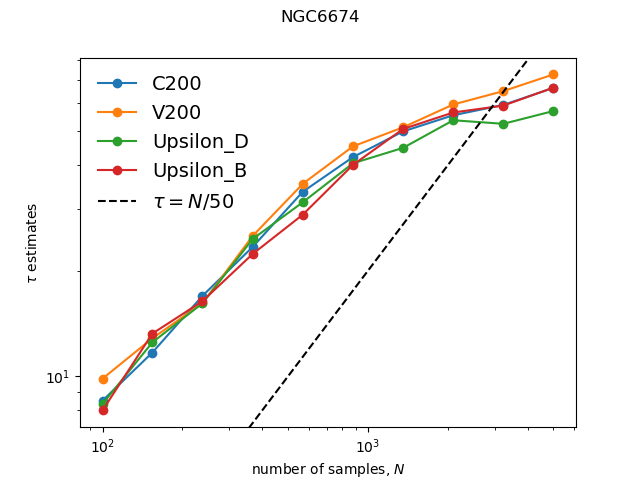 NGC6674
C200
V200
Upsilon_D
Upsilon_B
τ = N/50
τ estimates
10¹
10² 10³
number of samples, N